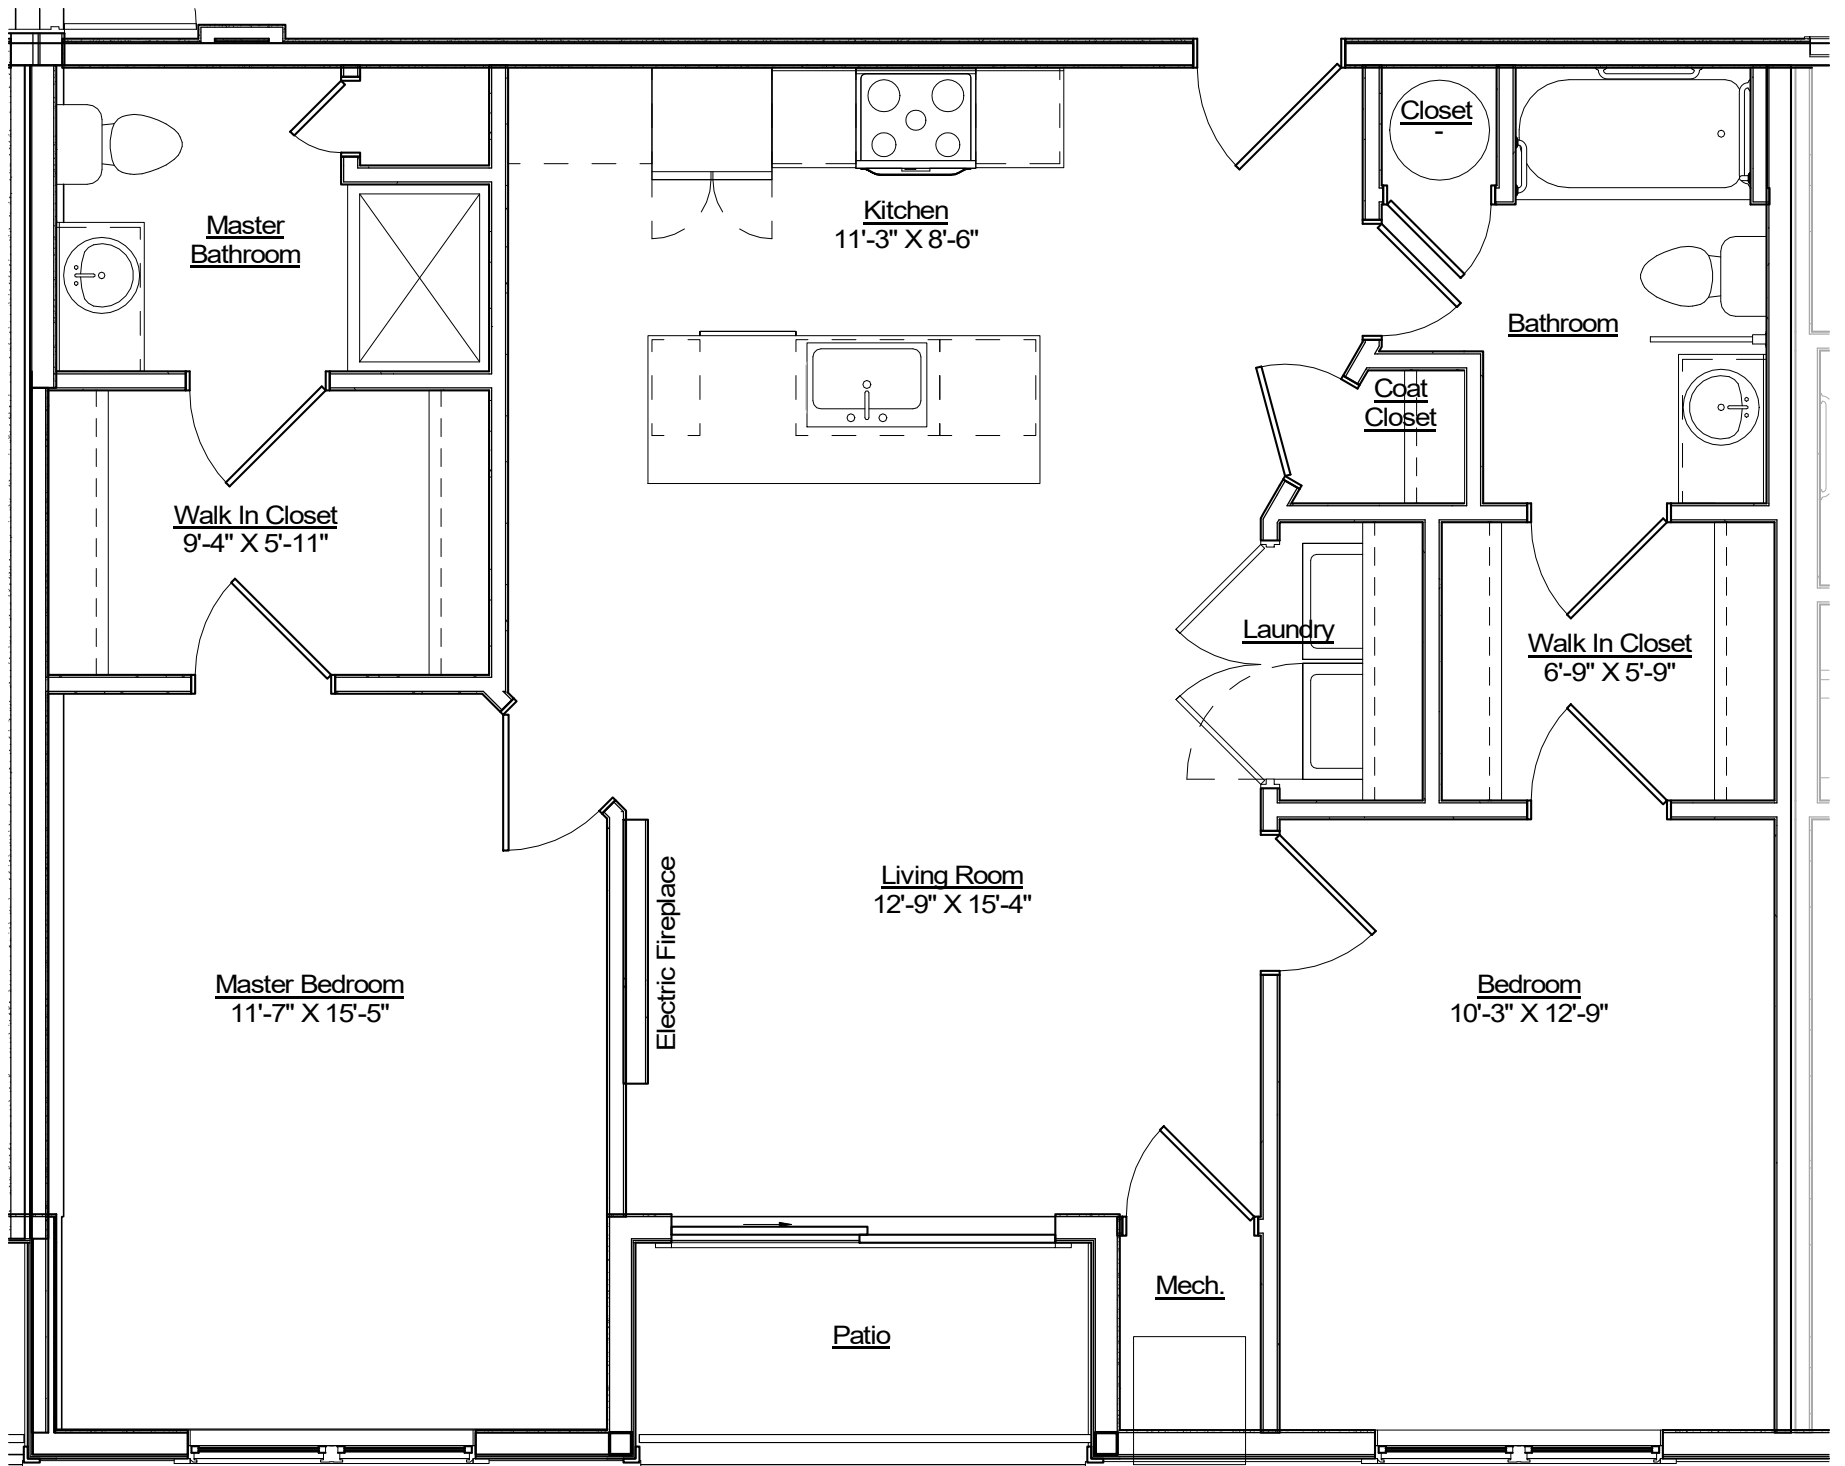 Closet
-
Master
Bathroom
Kitchen
11'-3" X 8'-6"
Bathroom
Coat
Closet
Walk In Closet
9'-4" X 5'-11"
Laundry
Walk In Closet
6'-9" X 5'-9"
Living Room
12'-9" X 15'-4"
Electric Fireplace
Master Bedroom
11'-7" X 15'-5"
Bedroom
10'-3" X 12'-9"
Mech.
Patio